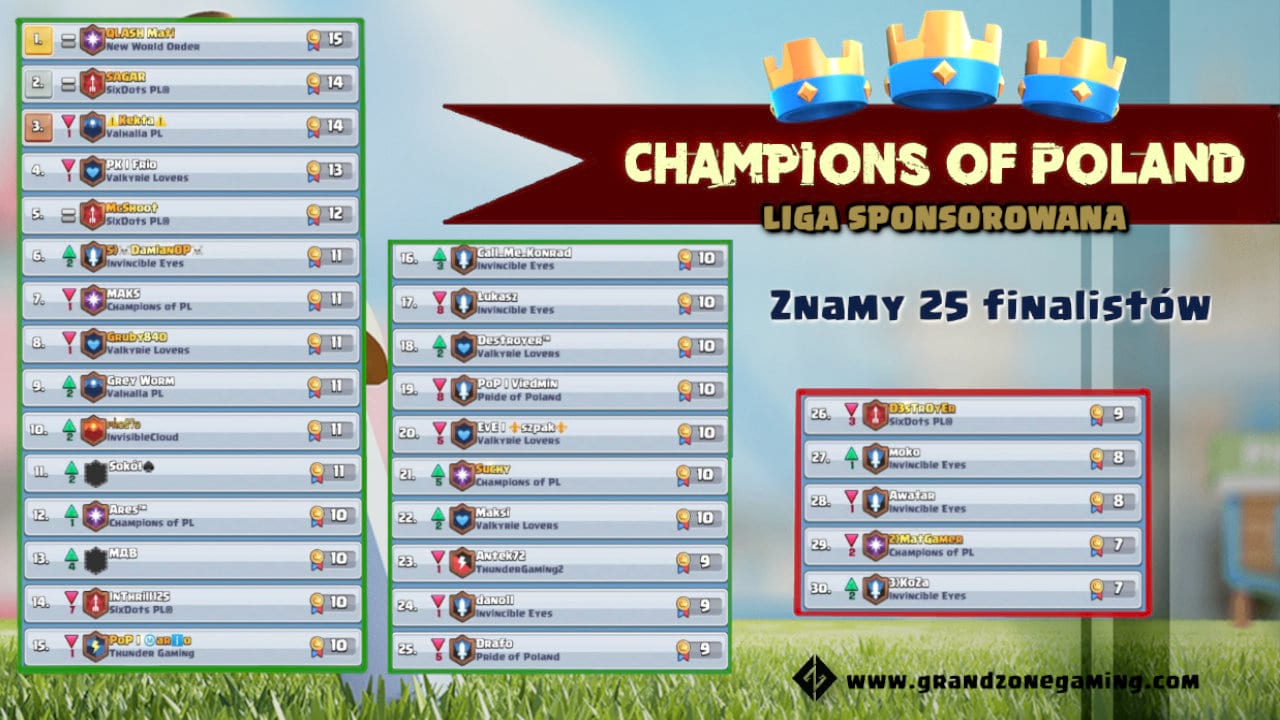 1. QLASH Mati 15
New World Order
2. SAGAR 14
SixDots PL®
3. 1 Kekta 14
Valhalla PL
4. 1 PK | Frio 13
Valkyrie Lovers
5. McShoot 12
SixDots PL®
6. 2 DamianOP 11
Invincible Eyes
7. 1 MAKS 11
Champions of PL
8. 1 Gruby840 11
Valkyrie Lovers
9. 2 Grey Worm 11
Valhalla PL
10. 2 11
InvisibleCloud
11. 2 Sokół♠ 11
12. 1 Ares™ 10
Champions of PL
13. 4 МДВ 10
14. 7 InThrill125 10
SixDots PL®
15. 1 PoP | Mario 10
Thunder Gaming
16. 3 Call_Me_Konrad 10
Invincible Eyes
17. 8 Łukasz 10
Invincible Eyes
18. 2 Destroyer™ 10
Valkyrie Lovers
19. 8 PoP | Viedmin 10
Pride of Poland
20. 5 EVE | ⚜szpak⚜ 10
Valkyrie Lovers
21. 5 Suchy 10
Champions of PL
22. 2 Maksi 10
Valkyrie Lovers
23. 1 Antek72 9
ThunderGaming2
24. 1 dano11 9
Invincible Eyes
25. 5 Drafo 9
Pride of Poland
CHAMPIONS OF POLAND
LIGA SPONSOROWANA
Znamy 25 finalistów
26. 3 D3sTrOyEr 9
SixDots PL®
27. 1 Moko 8
Invincible Eyes
28. 1 Awatar 8
Invincible Eyes
29. 2 2)MatGamer 7
Champions of PL
30. 2 3)KoZa 7
Invincible Eyes
www.grandzonegaming.com